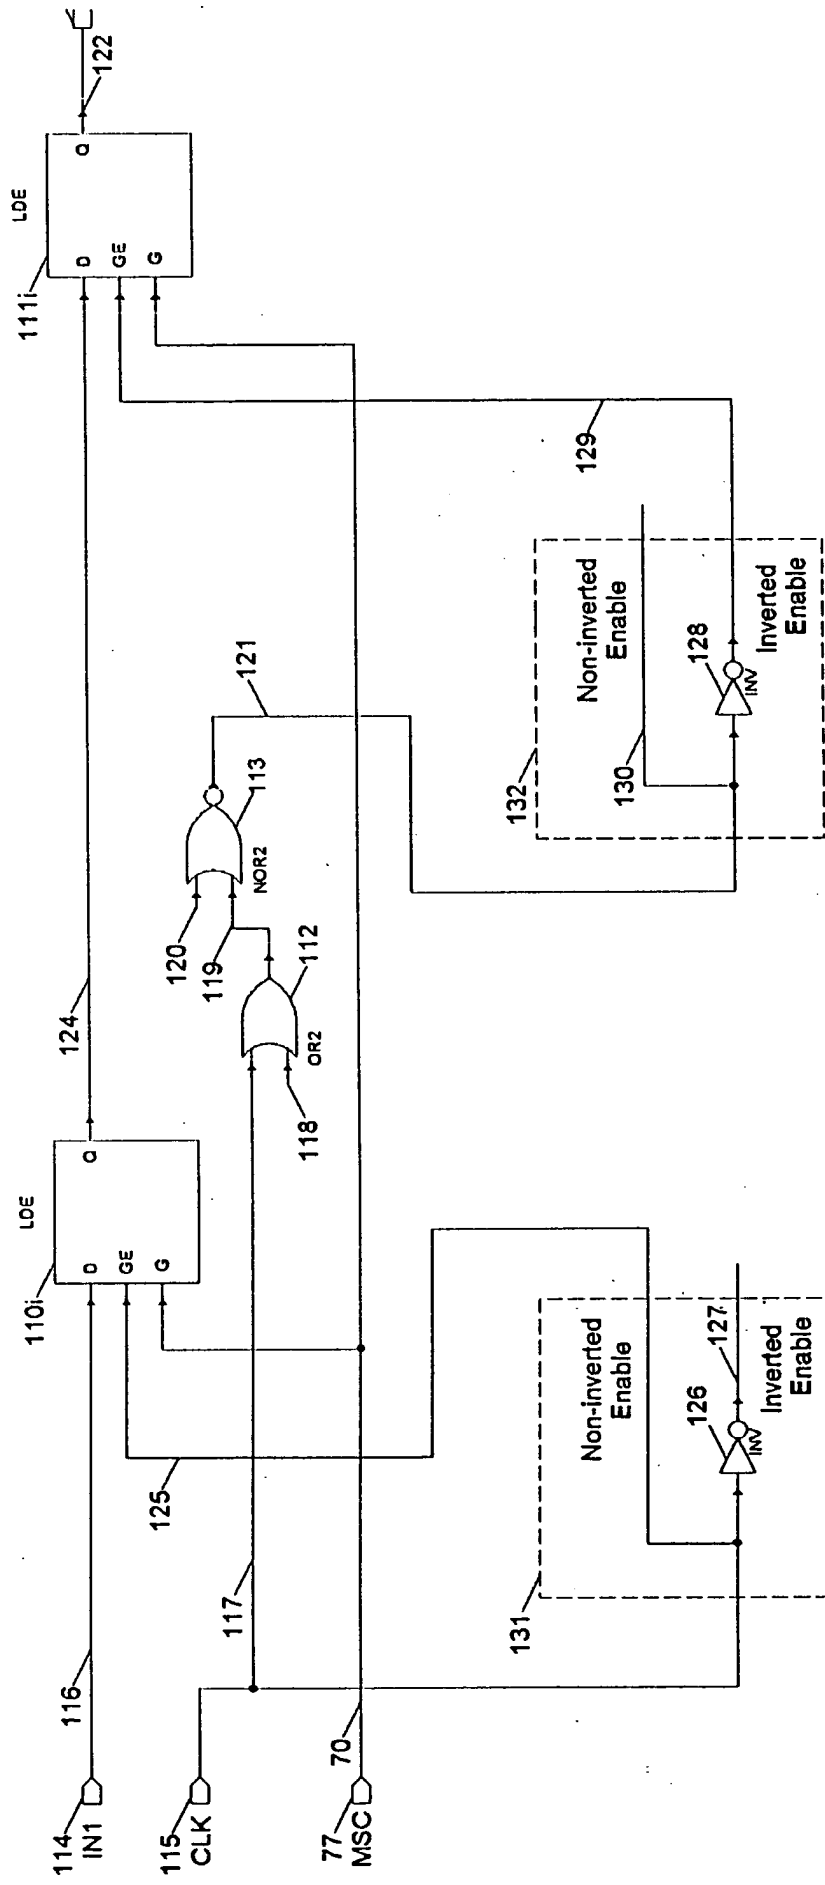 114
IN1
115
CLK
77
MSC
116
117
70
125
131
110i
LDE
D
GE
G
Q
Non-inverted
Enable
126
INV
127
Inverted
Enable
124
118
OR2
112
119
120
NOR2
113
121
132
130
Non-inverted
Enable
128
INV
Inverted
Enable
129
111i
LDE
D
GE
G
Q
122